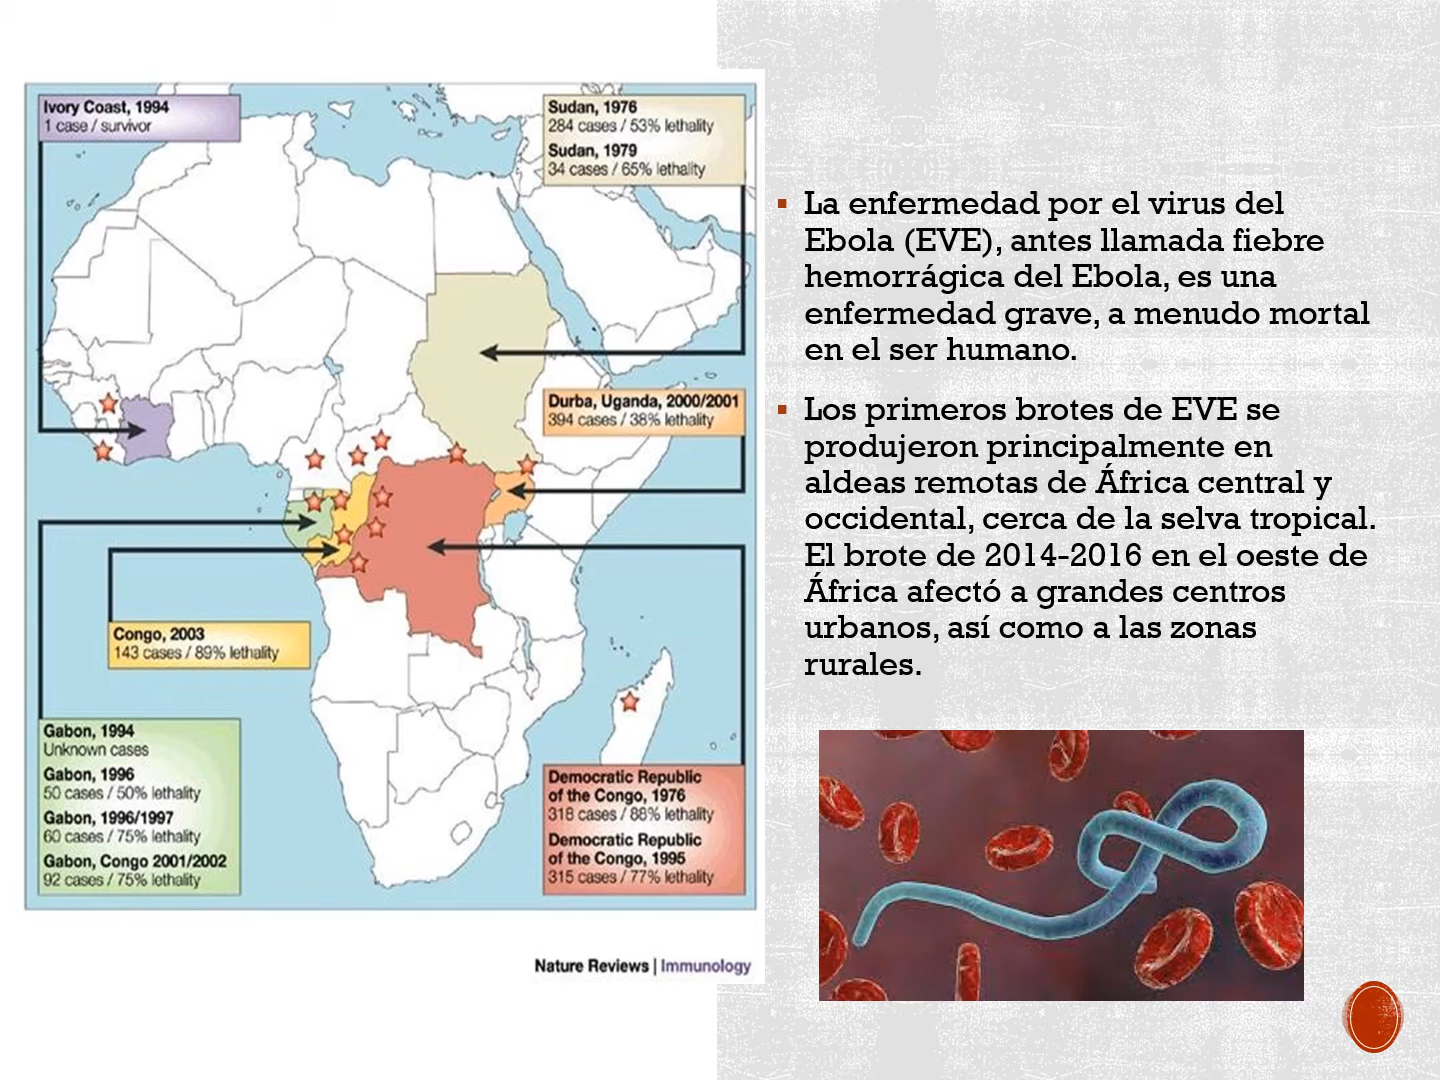 Ivory Coast, 1994
1 case / survivor
Sudan, 1976
284 cases / 53% lethality
Sudan, 1979
34 cases / 65% lethality
Durba, Uganda, 2000/2001
394 cases / 38% lethality
Congo, 2003
143 cases / 89% lethality
Gabon, 1994
Unknown cases
Gabon, 1996
50 cases / 50% lethality
Gabon, 1996/1997
60 cases / 75% lethality
Gabon, Congo 2001/2002
92 cases / 75% lethality
Democratic Republic
of the Congo, 1976
318 cases / 88% lethality
Democratic Republic
of the Congo, 1995
315 cases / 77% lethality
Nature Reviews | Immunology
La enfermedad por el virus del
Ebola (EVE), antes llamada fiebre
hemorrágica del Ebola, es una
enfermedad grave, a menudo mortal
en el ser humano.
Los primeros brotes de EVE se
produjeron principalmente en
aldeas remotas de África central y
occidental, cerca de la selva tropical.
El brote de 2014-2016 en el oeste de
África afectó a grandes centros
urbanos, así como a las zonas
rurales.